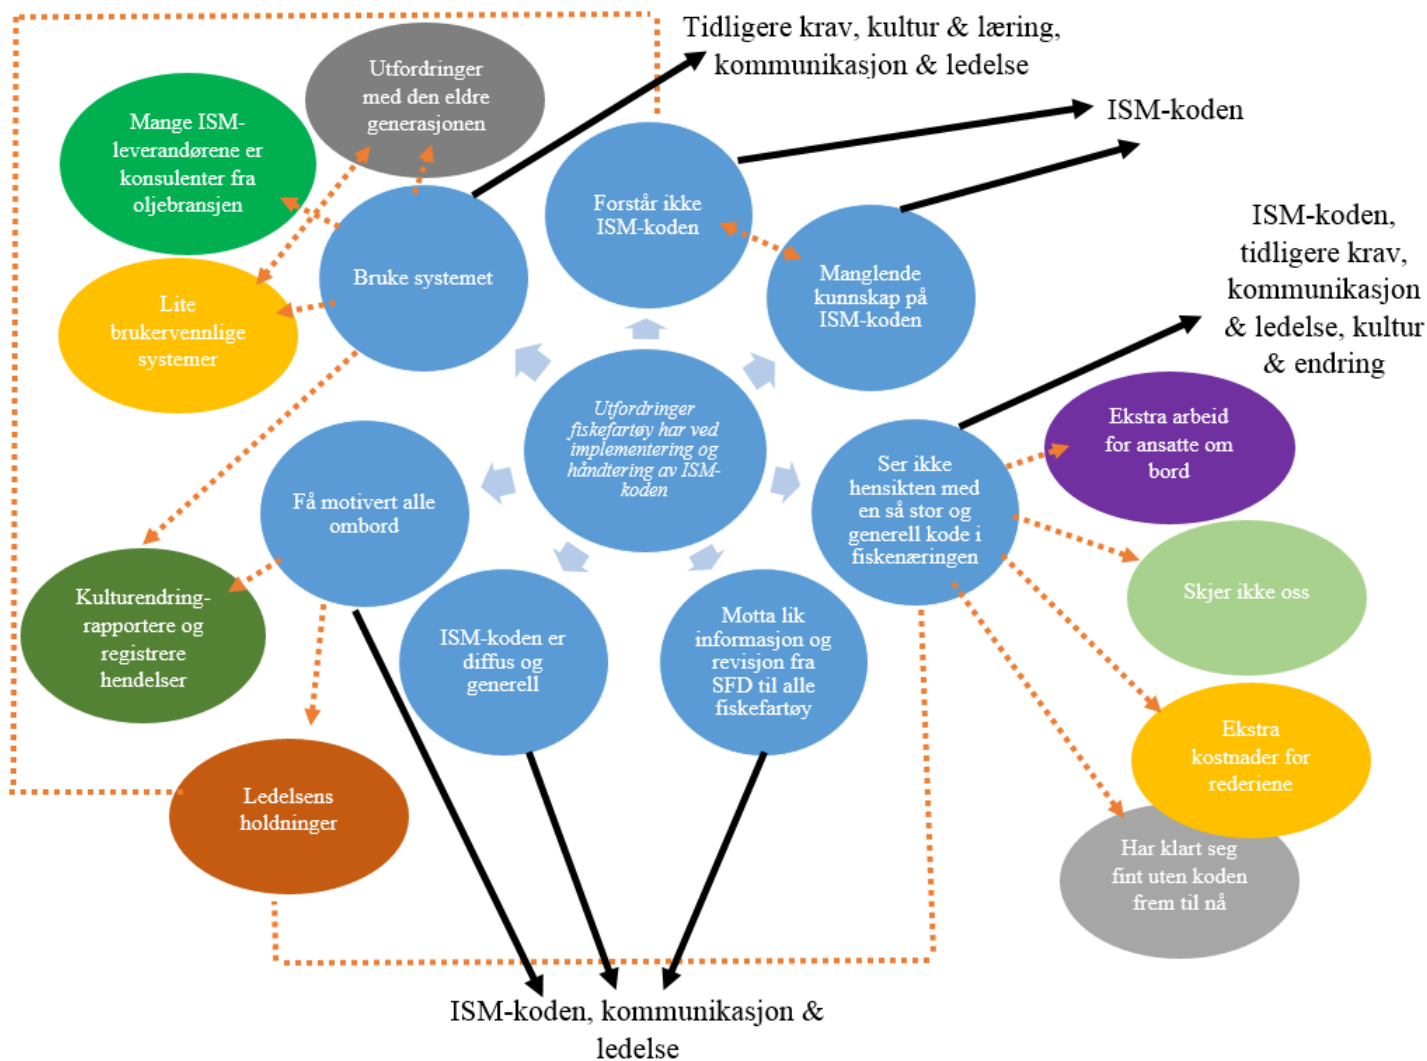 Tidligere krav, kultur & læring,
kommunikasjon & ledelse
Utfordringer
med den eldre
generasjonen
ISM-koden
Mange ISM-
leverandørene er
konsulenter fra
oljebransjen
Forstår ikke
ISM-koden
ISM-koden,
tidligere krav,
kommunikasjon
& ledelse, kultur
& endring
Bruke systemet
Manglende
kunnskap på
ISM-koden
Lite
brukervennlige
systemer
Utfordringer
fiskefartøy har ved
implementering og
håndtering av ISM-
koden
Ekstra arbeid
for ansatte om
bord
Ser ikke
hensikten med
en så stor og
generell kode i
fiskenæringen
Få motivert alle
ombord
Skjer ikke oss
Kulturendring-
rapportere og
registrere
hendelser
ISM-koden er
diffus og
generell
Motta lik
informasjon og
revisjon fra
SFD til alle
fiskefartøy
Ekstra
kostnader for
rederiene
Ledelsens
holdninger
Har klart seg
fint uten koden
frem til nå
ISM-koden, kommunikasjon &
ledelse